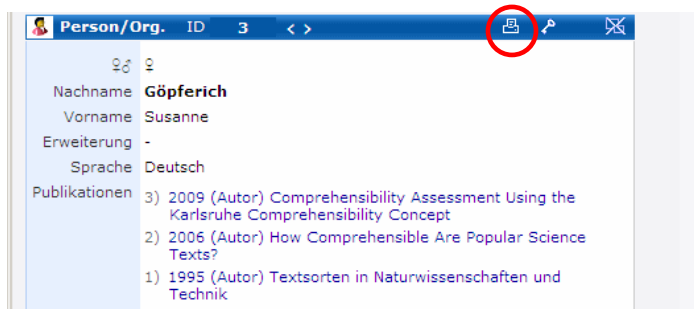 Person/Org. ID 3 < >
♀♂ ♀
Nachname Göpferich
Vorname Susanne
Erweiterung -
Sprache Deutsch
Publikationen 3) 2009 (Autor) Comprehensibility Assessment Using the
Karlsruhe Comprehensibility Concept
2) 2006 (Autor) How Comprehensible Are Popular Science
Texts?
1) 1995 (Autor) Textsorten in Naturwissenschaften und
Technik